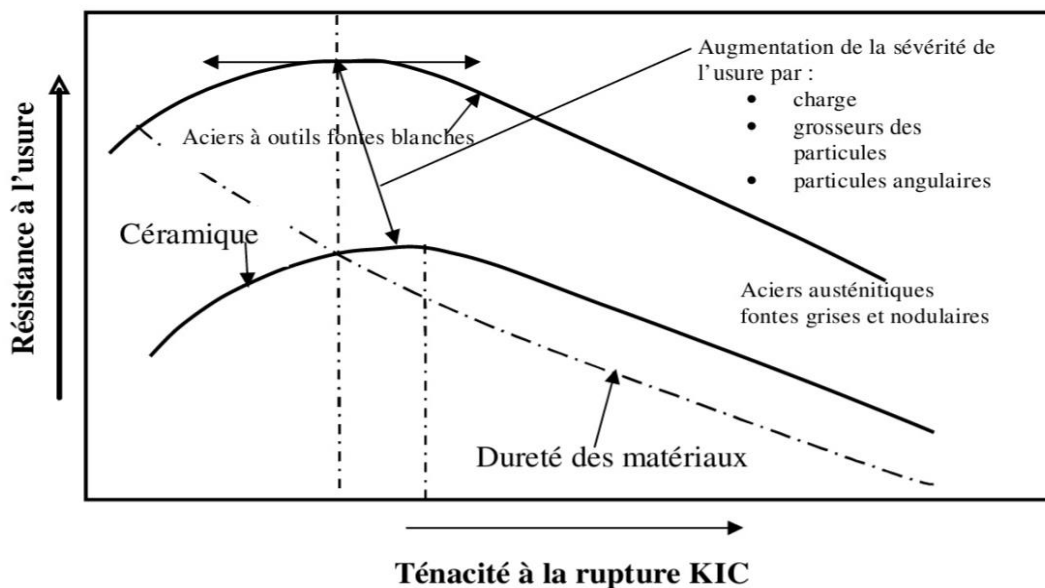 Résistance à l’usure
Augmentation de la sévérité de
l’usure par :
• charge
• grosseurs des
particules
• particules angulaires
Aciers à outils fontes blanches
Céramique
Aciers austénitiques
fontes grises et nodulaires
Dureté des matériaux
Ténacité à la rupture KIC